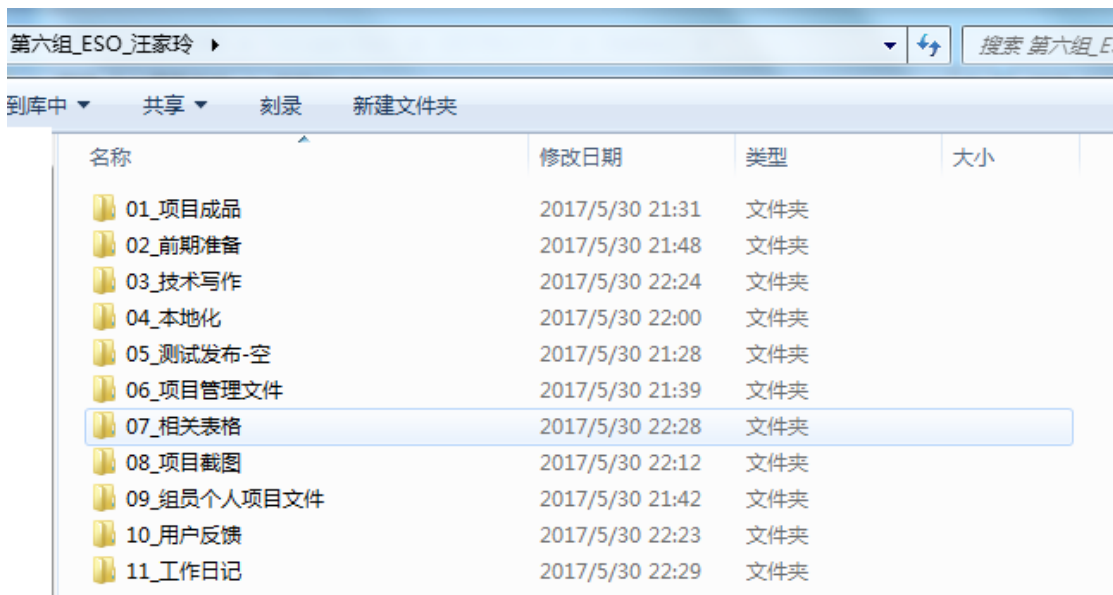 第六组_ESO_汪家玲
搜索 第六组_E
到库中 共享 刻录 新建文件夹
名称 修改日期 类型 大小
01_项目成品 2017/5/30 21:31 文件夹
02_前期准备 2017/5/30 21:48 文件夹
03_技术写作 2017/5/30 22:24 文件夹
04_本地化 2017/5/30 22:00 文件夹
05_测试发布-空 2017/5/30 21:28 文件夹
06_项目管理文件 2017/5/30 21:39 文件夹
07_相关表格 2017/5/30 22:28 文件夹
08_项目截图 2017/5/30 22:12 文件夹
09_组员个人项目文件 2017/5/30 21:42 文件夹
10_用户反馈 2017/5/30 22:23 文件夹
11_工作日记 2017/5/30 22:29 文件夹